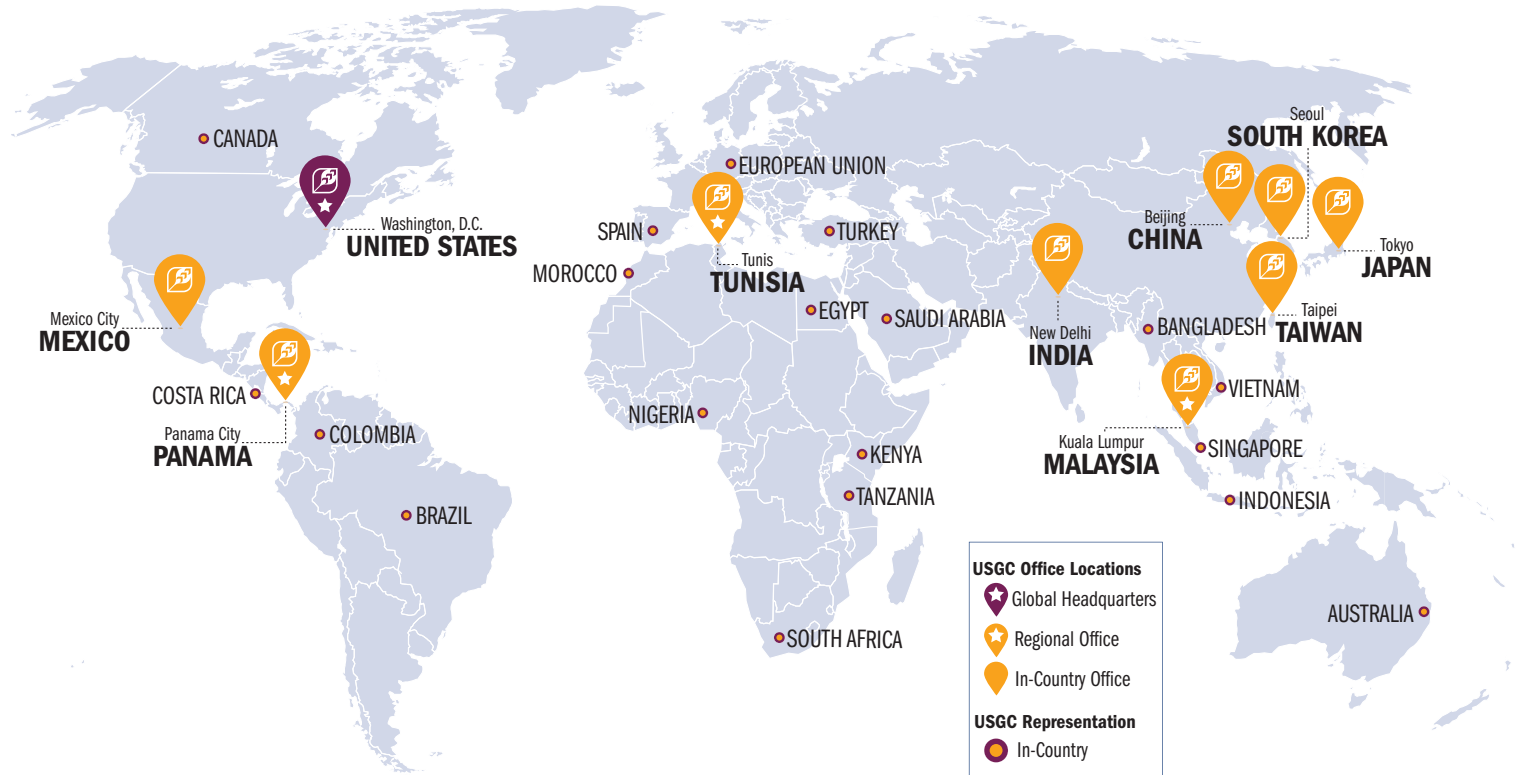 CANADA
Washington, D.C.
UNITED STATES
Mexico City
MEXICO
COSTA RICA
Panama City
PANAMA
COLOMBIA
BRAZIL
EUROPEAN UNION
SPAIN
TURKEY
MOROCCO
Tunis
TUNISIA
EGYPT
SAUDI ARABIA
NIGERIA
KENYA
TANZANIA
SOUTH AFRICA
Seoul
SOUTH KOREA
Beijing
CHINA
Tokyo
JAPAN
Taipei
TAIWAN
New Delhi
INDIA
BANGLADESH
VIETNAM
Kuala Lumpur
MALAYSIA
SINGAPORE
INDONESIA
AUSTRALIA
USGC Office Locations
Global Headquarters
Regional Office
In-Country Office
USGC Representation
In-Country